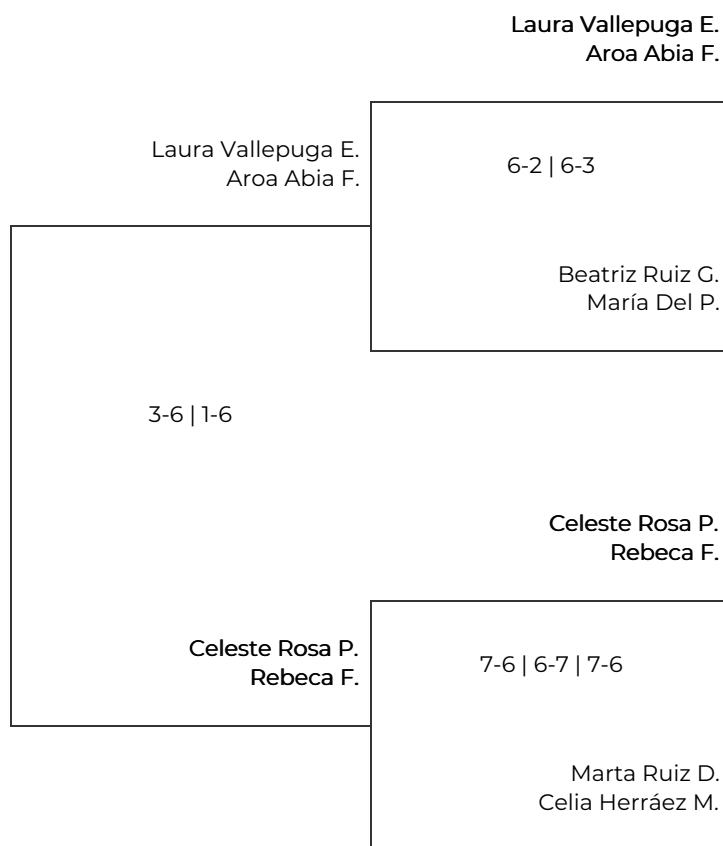 Laura Vallepuga E.
Aroa Abia F.
Laura Vallepuga E.
Aroa Abia F.
6-2 | 6-3
Beatriz Ruiz G.
María Del P.
3-6 | 1-6
Celeste Rosa P.
Rebeca F.
Celeste Rosa P.
Rebeca F.
7-6 | 6-7 | 7-6
Marta Ruiz D.
Celia Herráez M.